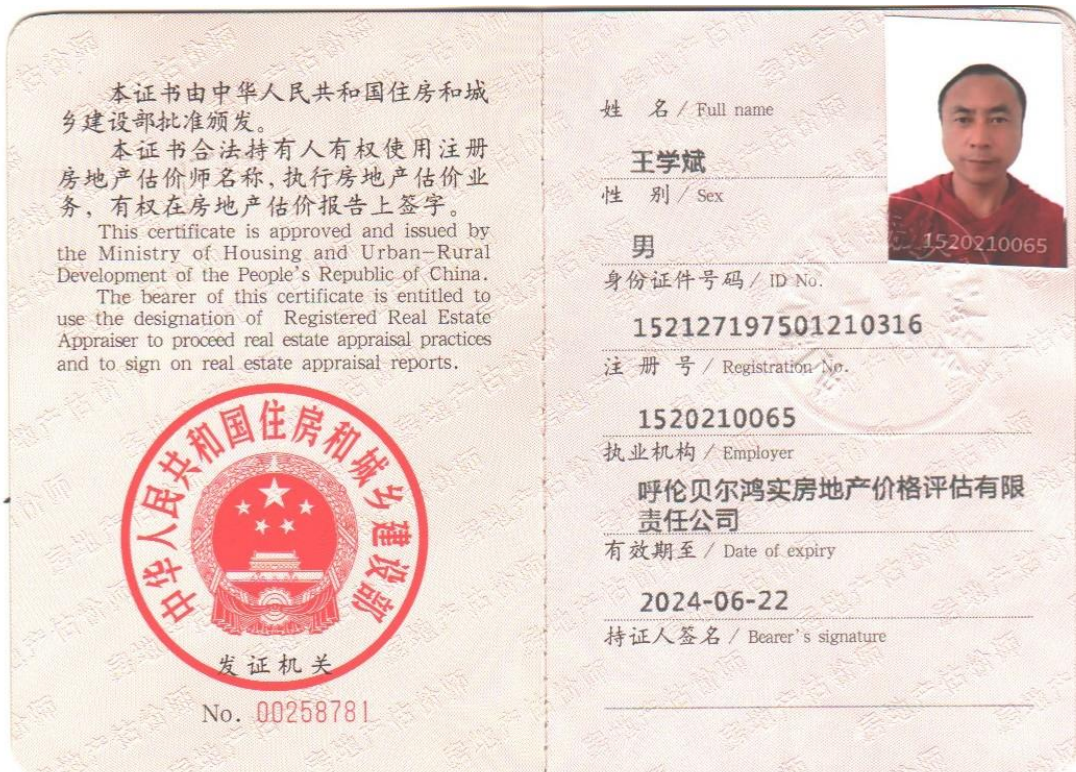 本证书由中华人民共和国住房和城
乡建设部批准颁发。
本证书合法持有人有权使用注册
房地产估价师名称，执行房地产估价业
务，有权在房地产估价报告上签字。
This certificate is approved and issued by
the Ministry of Housing and Urban-Rural
Development of the People's Republic of China.
The bearer of this certificate is entitled to
use the designation of Registered Real Estate
Appraiser to proceed real estate appraisal practices
and to sign on real estate appraisal reports.
中华人民共和国住房和城乡建设部
发证机关
No. 00258781
姓 名 / Full name
王学斌
性 别 / Sex
男
身份证件号码 / ID No.
152127197501210316
注 册 号 / Registration No.
1520210065
执业机构 / Employer
呼伦贝尔鸿实房地产价格评估有限
责任公司
有效期至 / Date of expiry
2024-06-22
持证人签名 / Bearer's signature
1520210065
房地产估价师